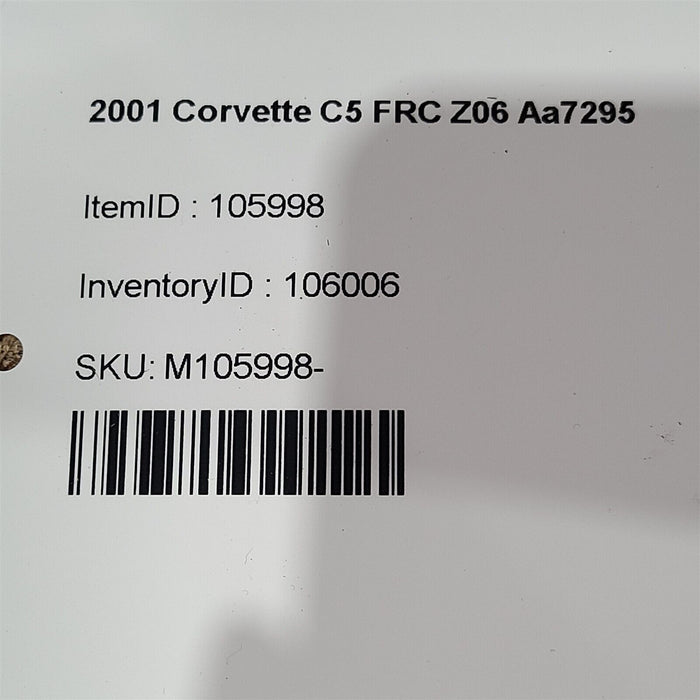 2001 Corvette C5 FRC Z06 Aa7295
ItemID : 105998
InventoryID : 106006
SKU: M105998-